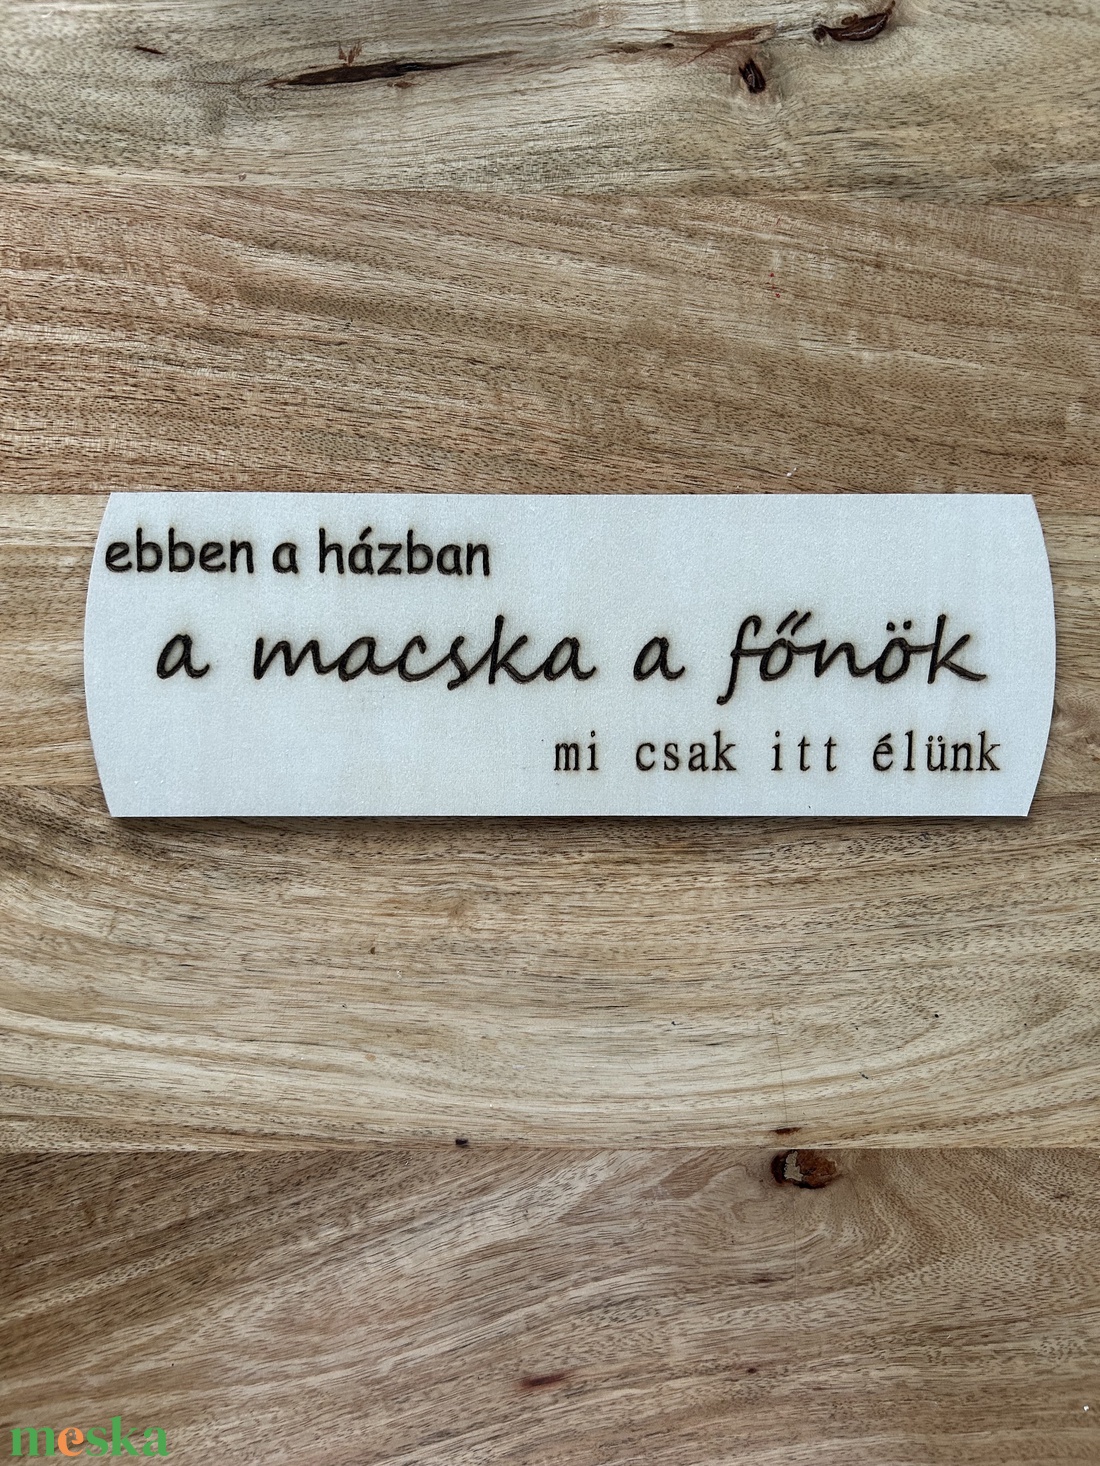 ebben a házban
a macska a főnök
mi csak itt élünk
meska